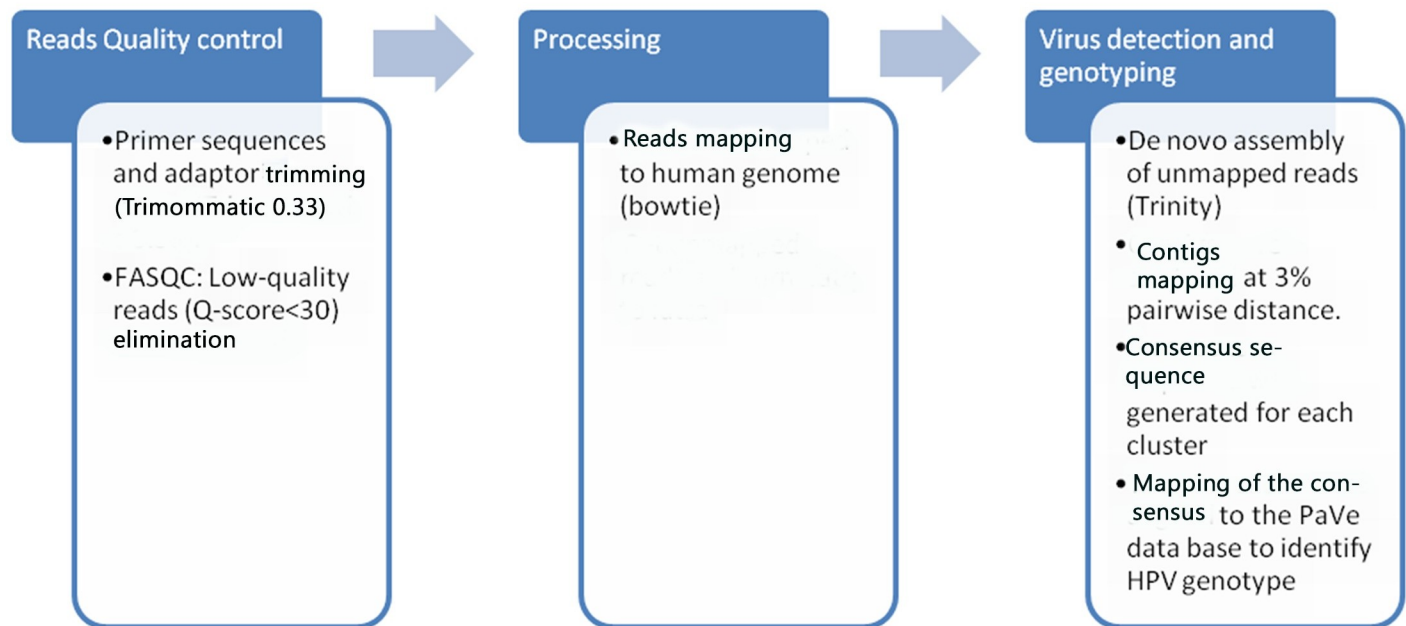 Reads Quality control
•Primer sequences
and adaptor trimming
(Trimommatic 0.33)
•FASQC: Low-quality
reads (Q-score<30)
elimination
Processing
• Reads mapping
to human genome
(bowtie)
Virus detection and
genotyping
•De novo assembly
of unmapped reads
(Trinity)
• Contigs
mapping at 3%
pairwise distance.
•Consensus se-
quence
generated for each
cluster
• Mapping of the con-
sensus to the PaVe
data base to identify
HPV genotype